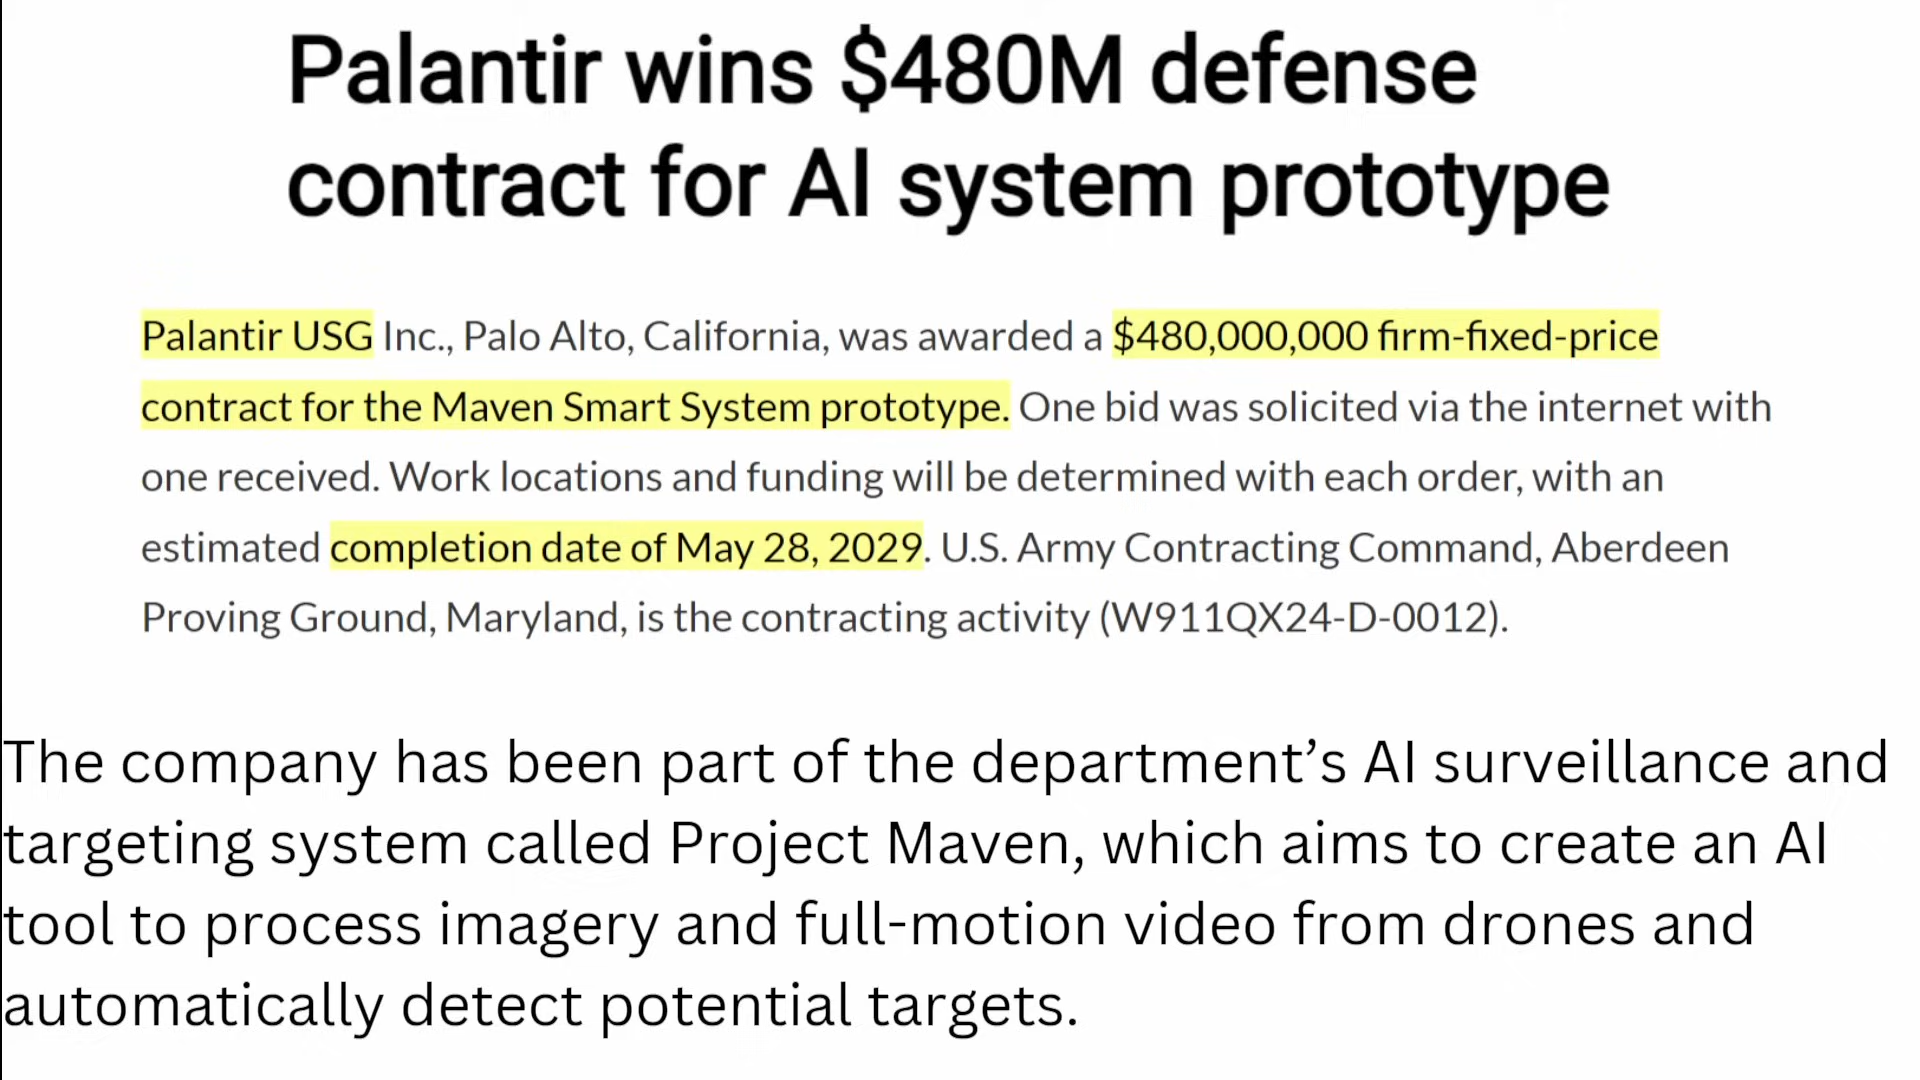 Palantir wins $480M defense
contract for AI system prototype
Palantir USG Inc., Palo Alto, California, was awarded a $480,000,000 firm-fixed-price
contract for the Maven Smart System prototype. One bid was solicited via the internet with
one received. Work locations and funding will be determined with each order, with an
estimated completion date of May 28, 2029. U.S. Army Contracting Command, Aberdeen
Proving Ground, Maryland, is the contracting activity (W911QX24-D-0012).
The company has been part of the department’s AI surveillance and
targeting system called Project Maven, which aims to create an AI
tool to process imagery and full-motion video from drones and
automatically detect potential targets.